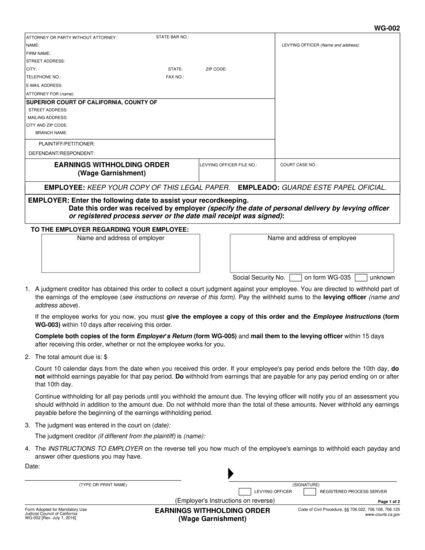 WG-002
ATTORNEY OR PARTY WITHOUT ATTORNEY: STATE BAR NO.:
NAME:
FIRM NAME:
STREET ADDRESS:
CITY: STATE: ZIP CODE:
TELEPHONE NO.: FAX NO.:
E-MAIL ADDRESS:
ATTORNEY FOR (name):
LEVYING OFFICER (Name and address):
SUPERIOR COURT OF CALIFORNIA, COUNTY OF
STREET ADDRESS:
MAILING ADDRESS:
CITY AND ZIP CODE:
BRANCH NAME:
PLAINTIFF/PETITIONER:
DEFENDANT/RESPONDENT:
EARNINGS WITHHOLDING ORDER
(Wage Garnishment)
LEVYING OFFICER FILE NO.:
COURT CASE NO.:
EMPLOYEE: KEEP YOUR COPY OF THIS LEGAL PAPER. EMPLEADO: GUARDE ESTE PAPEL OFICIAL.
EMPLOYER: Enter the following date to assist your recordkeeping.
Date this order was received by employer (specify the date of personal delivery by levying officer
or registered process server or the date mail receipt was signed):
TO THE EMPLOYER REGARDING YOUR EMPLOYEE:
Name and address of employer
Name and address of employee
Social Security No. on form WG-035 unknown
1. A judgment creditor has obtained this order to collect a court judgment against your employee. You are directed to withhold part of
the earnings of the employee (see instructions on reverse of this form). Pay the withheld sums to the levying officer (name and
address above).
If the employee works for you now, you must give the employee a copy of this order and the Employee Instructions (form
WG-003) within 10 days after receiving this order.
Complete both copies of the form Employer's Return (form WG-005) and mail them to the levying officer within 15 days
after receiving this order, whether or not the employee works for you.
2. The total amount due is: $
Count 10 calendar days from the date when you received this order. If your employee's pay period ends before the 10th day, do
not withhold earnings payable for that pay period. Do withhold from earnings that are payable for any pay period ending on or after
that 10th day.
Continue withholding for all pay periods until you withhold the amount due. The levying officer will notify you of an assessment you
should withhold in addition to the amount due. Do not withhold more than the total of these amounts. Never withhold any earnings
payable before the beginning of the earnings withholding period.
3. The judgment was entered in the court on (date):
The judgment creditor (if different from the plaintiff) is (name):
4. The INSTRUCTIONS TO EMPLOYER on the reverse tell you how much of the employee's earnings to withhold each payday and
answer other questions you may have.
Date:
(TYPE OR PRINT NAME)
(SIGNATURE)
LEVYING OFFICER REGISTERED PROCESS SERVER
(Employer's Instructions on reverse)
Page 1 of 2
Form Adopted for Mandatory Use
Judicial Council of California
WG-002 [Rev. July 1, 2016]
EARNINGS WITHHOLDING ORDER
(Wage Garnishment)
Code of Civil Procedure, §§ 706.022, 706.108, 706.125
www.courts.ca.gov